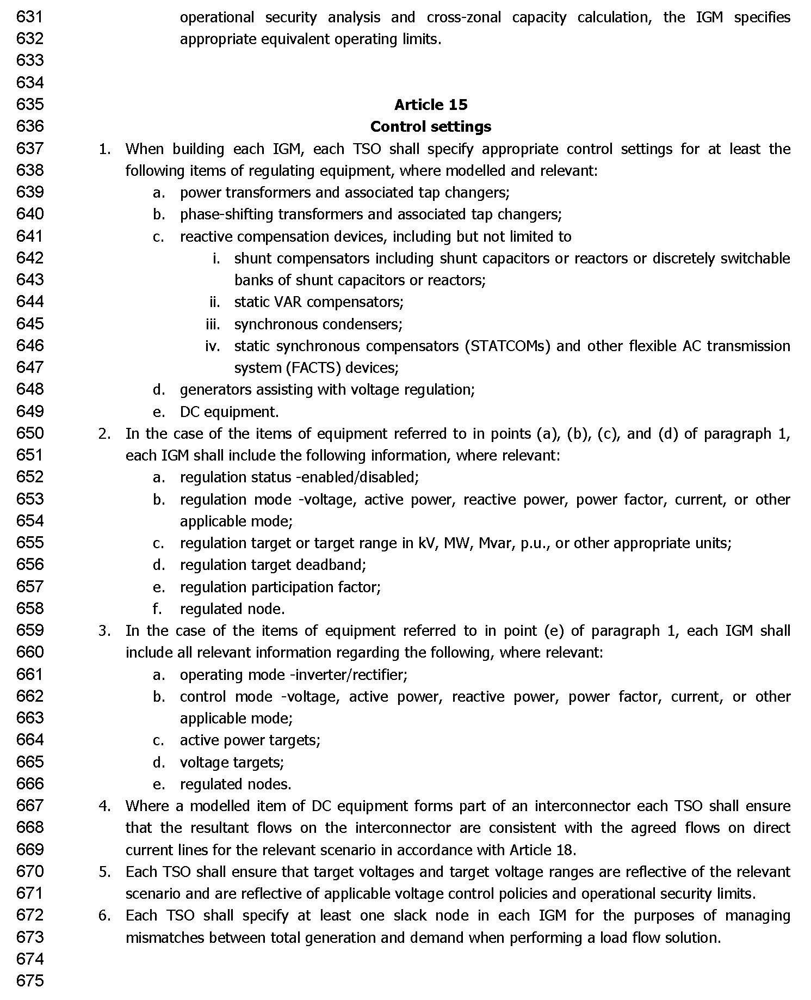 631 operational security analysis and cross-zonal capacity calculation, the IGM specifies
632 appropriate equivalent operating limits.
633
634
635 Article 15
636 Control settings
637 1. When building each IGM, each TSO shall specify appropriate control settings for at least the
638 following items of regulating equipment, where modelled and relevant:
639 a. power transformers and associated tap changers;
640 b. phase-shifting transformers and associated tap changers;
641 c. reactive compensation devices, including but not limited to
642 i. shunt compensators including shunt capacitors or reactors or discretely switchable
643 banks of shunt capacitors or reactors;
644 ii. static VAR compensators;
645 iii. synchronous condensers;
646 iv. static synchronous compensators (STATCOMs) and other flexible AC transmission
647 system (FACTS) devices;
648 d. generators assisting with voltage regulation;
649 e. DC equipment.
650 2. In the case of the items of equipment referred to in points (a), (b), (c), and (d) of paragraph 1,
651 each IGM shall include the following information, where relevant:
652 a. regulation status -enabled/disabled;
653 b. regulation mode -voltage, active power, reactive power, power factor, current, or other
654 applicable mode;
655 c. regulation target or target range in kV, MW, Mvar, p.u., or other appropriate units;
656 d. regulation target deadband;
657 e. regulation participation factor;
658 f. regulated node.
659 3. In the case of the items of equipment referred to in point (e) of paragraph 1, each IGM shall
660 include all relevant information regarding the following, where relevant:
661 a. operating mode -inverter/rectifier;
662 b. control mode -voltage, active power, reactive power, power factor, current, or other
663 applicable mode;
664 c. active power targets;
665 d. voltage targets;
666 e. regulated nodes.
667 4. Where a modelled item of DC equipment forms part of an interconnector each TSO shall ensure
668 that the resultant flows on the interconnector are consistent with the agreed flows on direct
669 current lines for the relevant scenario in accordance with Article 18.
670 5. Each TSO shall ensure that target voltages and target voltage ranges are reflective of the relevant
671 scenario and are reflective of applicable voltage control policies and operational security limits.
672 6. Each TSO shall specify at least one slack node in each IGM for the purposes of managing
673 mismatches between total generation and demand when performing a load flow solution.
674
675